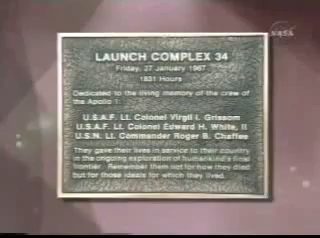 NASA
LAUNCH COMPLEX 34
Friday, 27 January 1967
1831 Hours
Dedicated to the living memory of the crew
of the Apollo 1:
U.S.A.F. Lt. Colonel Virgil I. Grissom
U.S.A.F. Lt. Colonel Edward H. White, II
U.S.N. Lt. Commander Roger B. Chaffee
They gave their lives in service to their country
in the ongoing exploration of humankind's final
frontier. Remember them not for how they died
but for those ideals for which they lived.